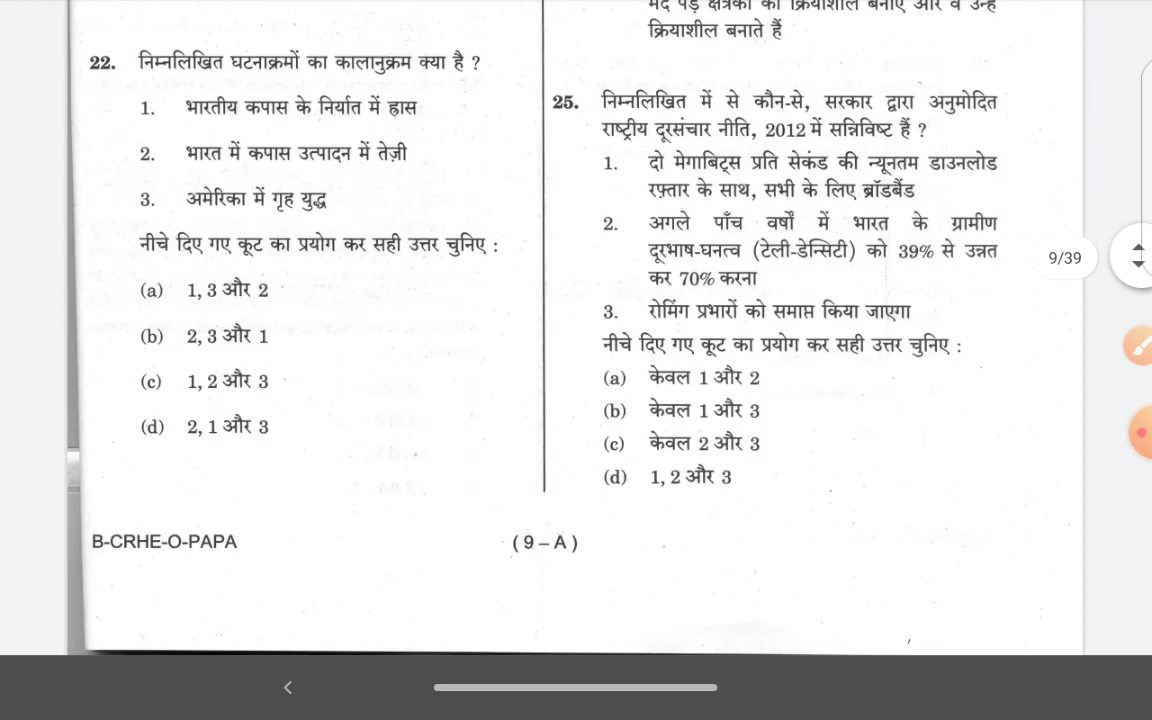 22. निम्नलिखित घटनाक्रमों का कालानुक्रम क्या है ?
1. भारतीय कपास के निर्यात में ह्रास
2. भारत में कपास उत्पादन में तेज़ी
3. अमेरिका में गृह युद्ध
नीचे दिए गए कूट का प्रयोग कर सही उत्तर चुनिए :
(a) 1, 3 और 2
(b) 2, 3 और 1
(c) 1, 2 और 3
(d) 2, 1 और 3
मंद पड़े क्षेत्रकों को क्रियाशील बनाएँ और वे उन्हें
क्रियाशील बनाते हैं
25. निम्नलिखित में से कौन-से, सरकार द्वारा अनुमोदित
राष्ट्रीय दूरसंचार नीति, 2012 में सन्निविष्ट हैं ?
1. दो मेगाबिट्स प्रति सेकंड की न्यूनतम डाउनलोड
रफ़्तार के साथ, सभी के लिए ब्रॉडबैंड
2. अगले पाँच वर्षों में भारत के ग्रामीण
दूरभाष-घनत्व (टेली-डेन्सिटी) को 39% से उन्नत
कर 70% करना
3. रोमिंग प्रभारों को समाप्त किया जाएगा
नीचे दिए गए कूट का प्रयोग कर सही उत्तर चुनिए :
(a) केवल 1 और 2
(b) केवल 1 और 3
(c) केवल 2 और 3
(d) 1, 2 और 3
9/39
B-CRHE-O-PAPA
( 9 – A )